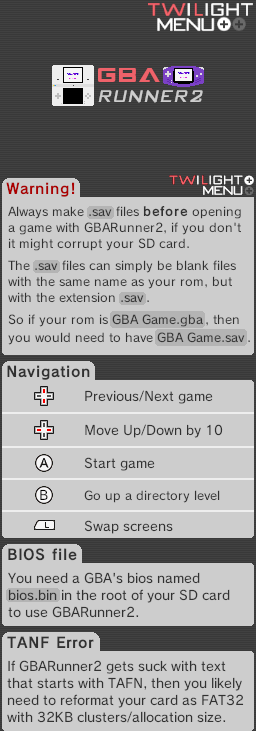 TWILIGHT
MENU++
GBA
RUNNER2
Warning!
TWILIGHT
MENU++
Always make .sav files before opening
a game with GBARunner2, if you don't
it might corrupt your SD card.
The .sav files can simply be blank files
with the same name as your rom, but
with the extension .sav.
So if your rom is GBA Game.gba, then
you would need to have GBA Game.sav.
Navigation
Previous/Next game
Move Up/Down by 10
A Start game
B Go up a directory level
L Swap screens
BIOS file
You need a GBA's bios named
bios.bin in the root of your SD card
to use GBARunner2.
TANF Error
If GBARunner2 gets suck with text
that starts with TAFN, then you likely
need to reformat your card as FAT32
with 32KB clusters/allocation size.